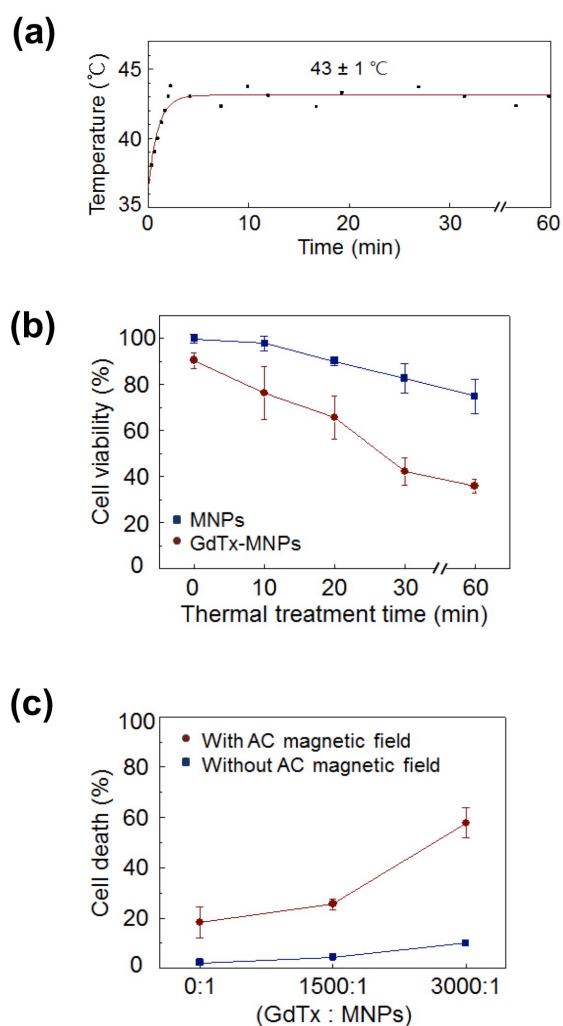 (a)
43 ± 1 ℃
Temperature (℃)
45
40
35
0
10
20
30
60
Time (min)
(b)
Cell viability (%)
100
80
60
40
20
0
MNPs
GdTx-MNPs
0
10
20
30
60
Thermal treatment time (min)
(c)
Cell death (%)
100
80
60
40
20
0
With AC magnetic field
Without AC magnetic field
0:1
1500:1
3000:1
(GdTx : MNPs)